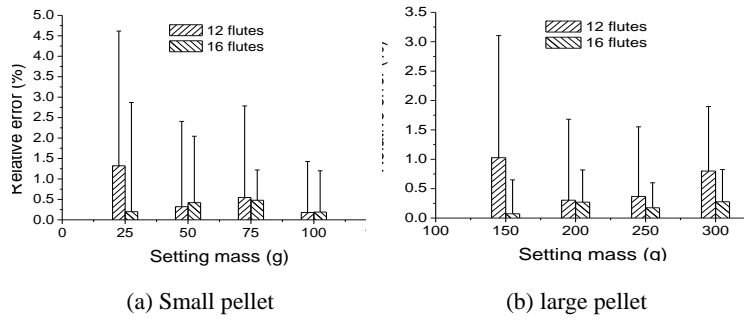 5.0
4.5
4.0
3.5
3.0
2.5
2.0
1.5
1.0
0.5
0.0
Relative error (%)
12 flutes
16 flutes
0 25 50 75 100
Setting mass (g)
(a) Small pellet
3.5
3.0
2.5
2.0
1.5
1.0
0.5
0.0
12 flutes
16 flutes
100 150 200 250 300
Setting mass (g)
(b) large pellet